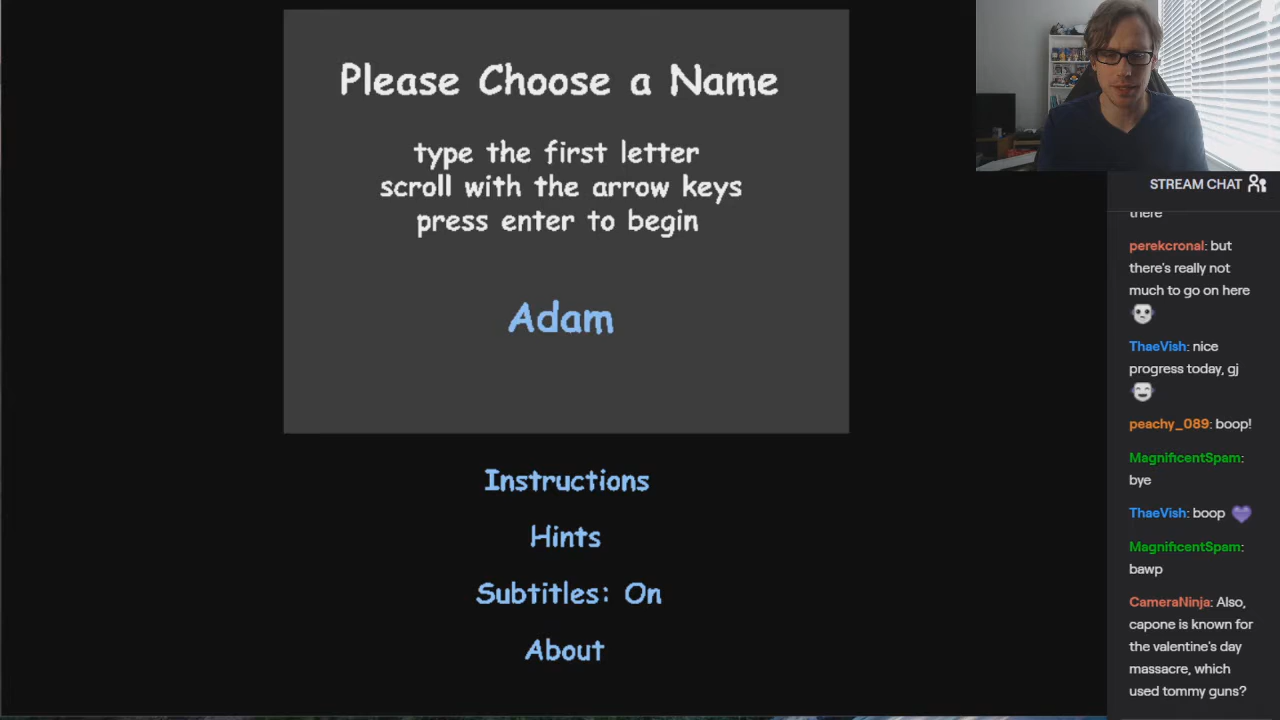 Please Choose a Name
type the first letter
scroll with the arrow keys
press enter to begin
Adam
Instructions
Hints
Subtitles: On
About
STREAM CHAT
there
perekcronal: but
there's really not
much to go on here
ThaeVish: nice
progress today, gj
peachy_089: boop!
MagnificentSpam:
bye
ThaeVish: boop
MagnificentSpam:
bawp
CameraNinja: Also,
capone is known for
the valentine's day
massacre, which
used tommy guns?